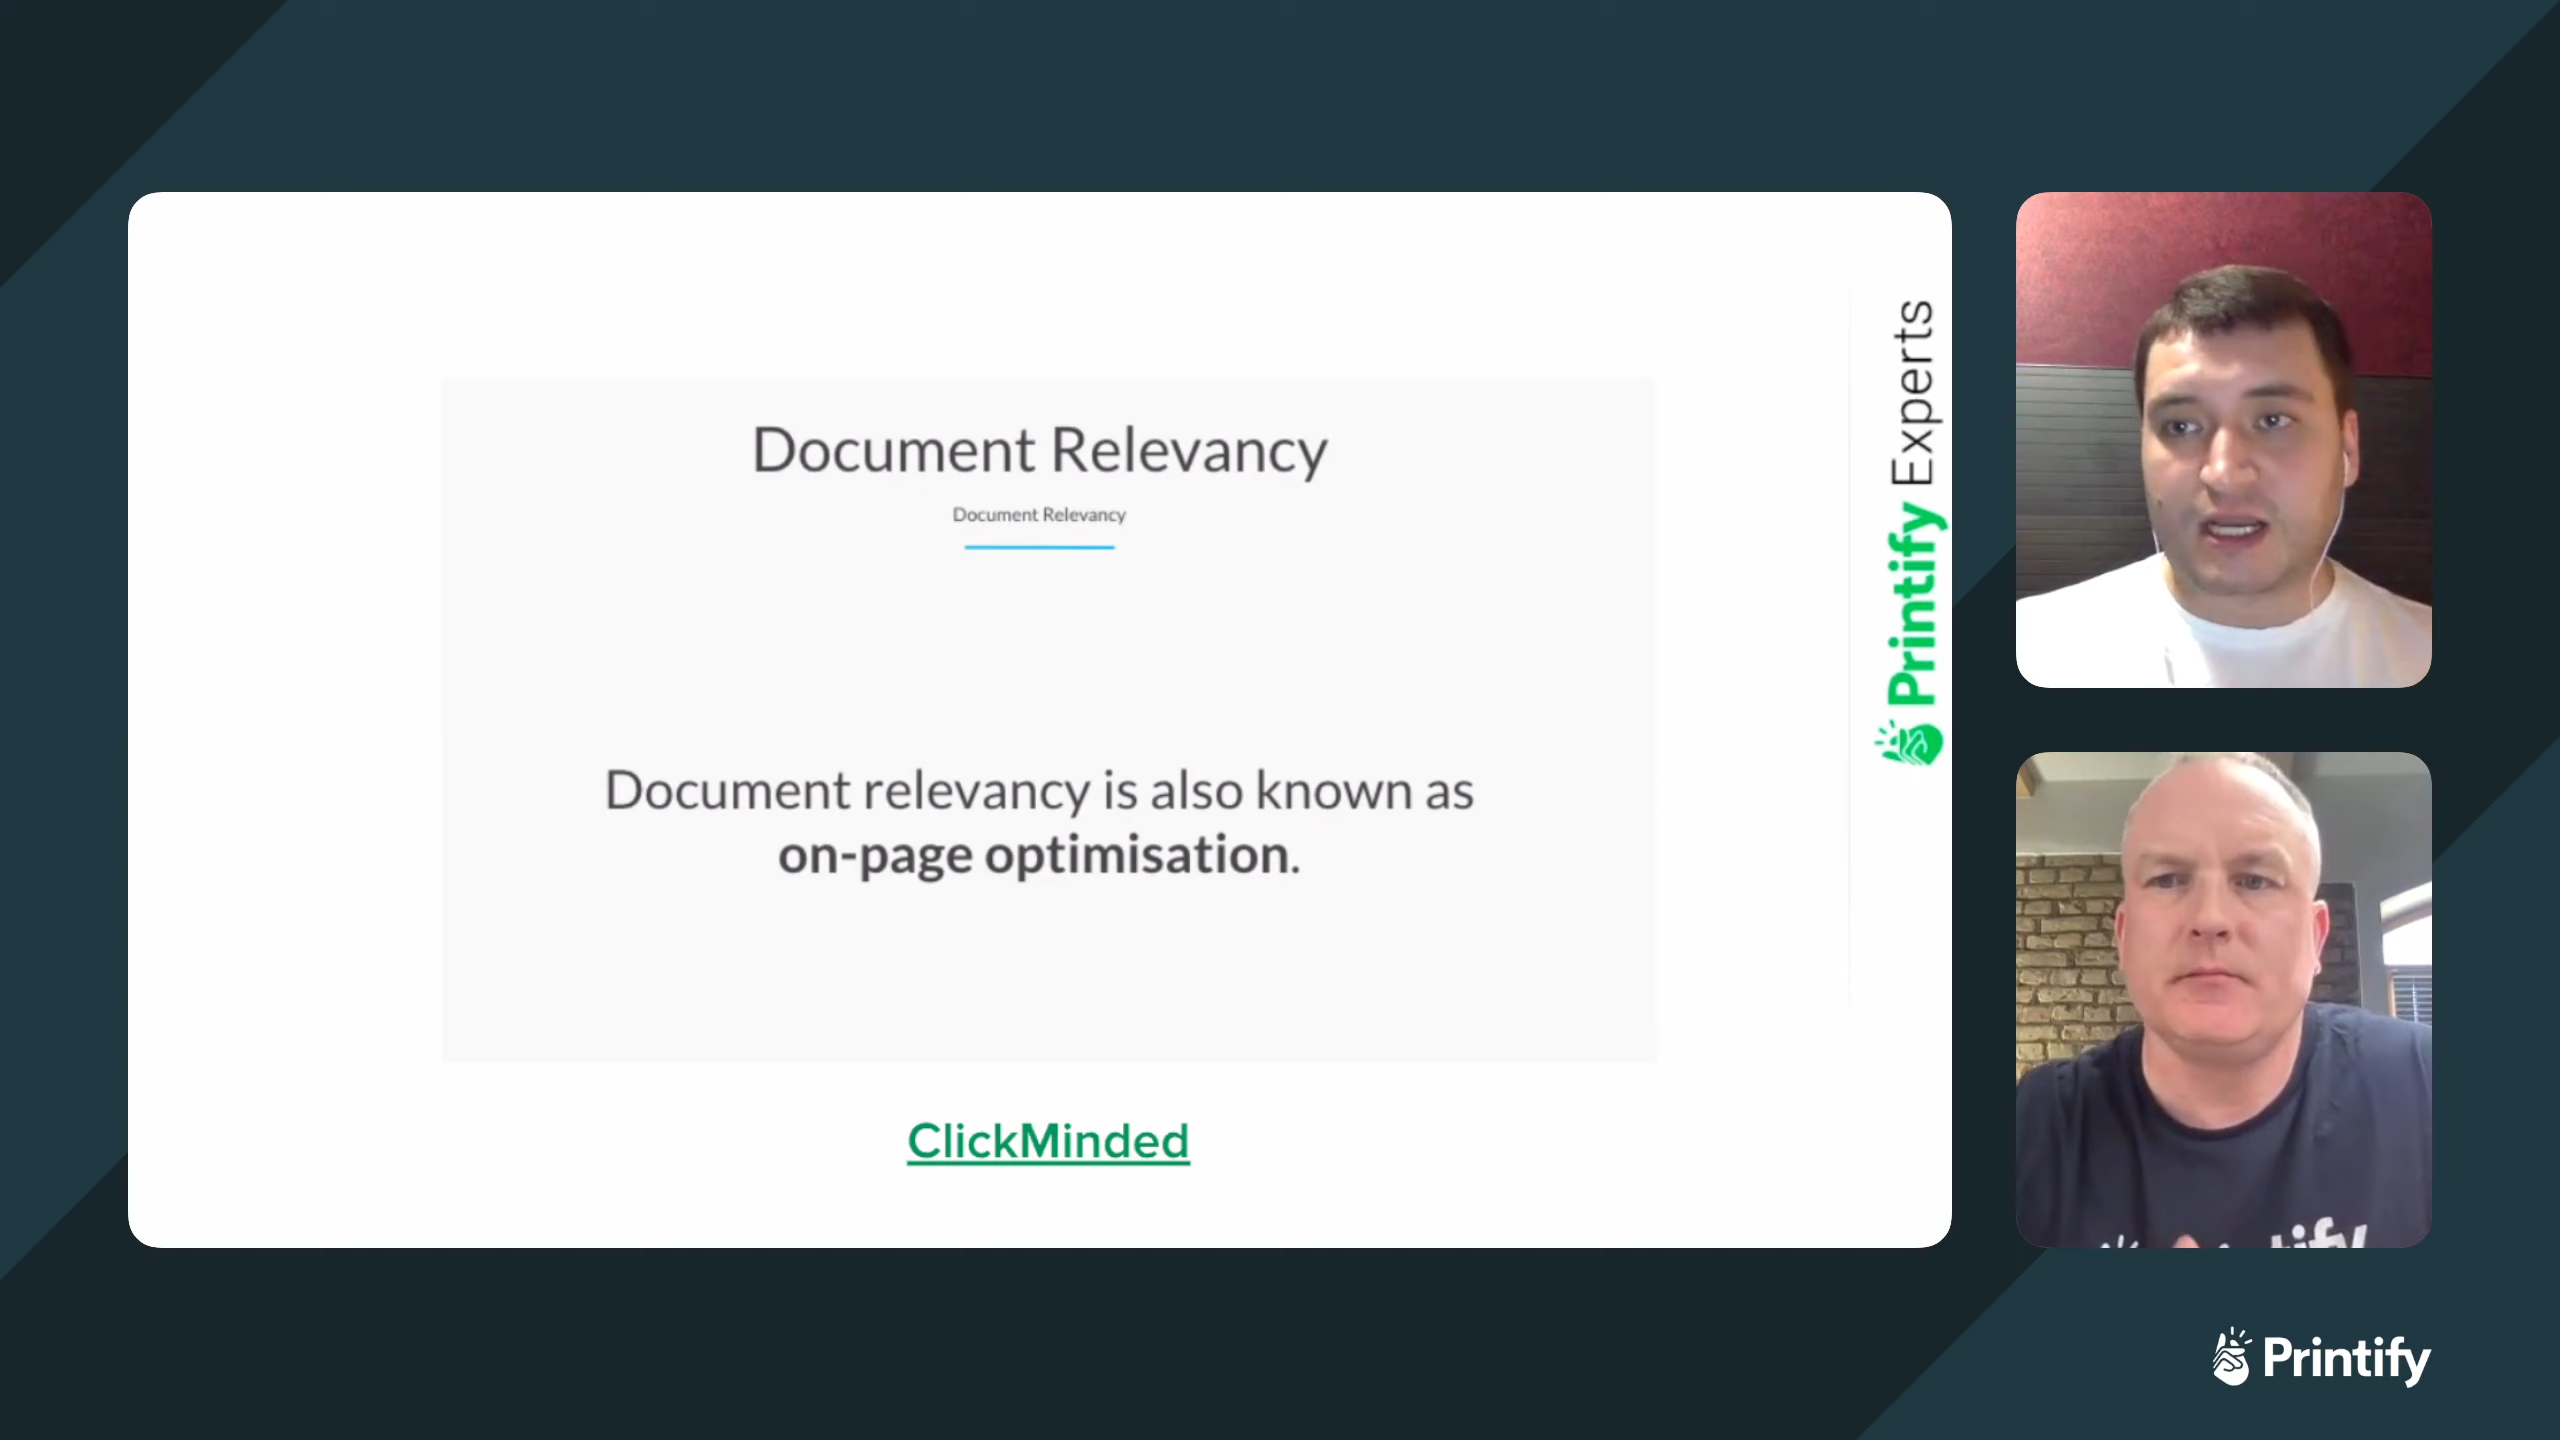 Document Relevancy
Document Relevancy
Document relevancy is also known as
on-page optimisation.
ClickMinded
Printify Experts
Printify